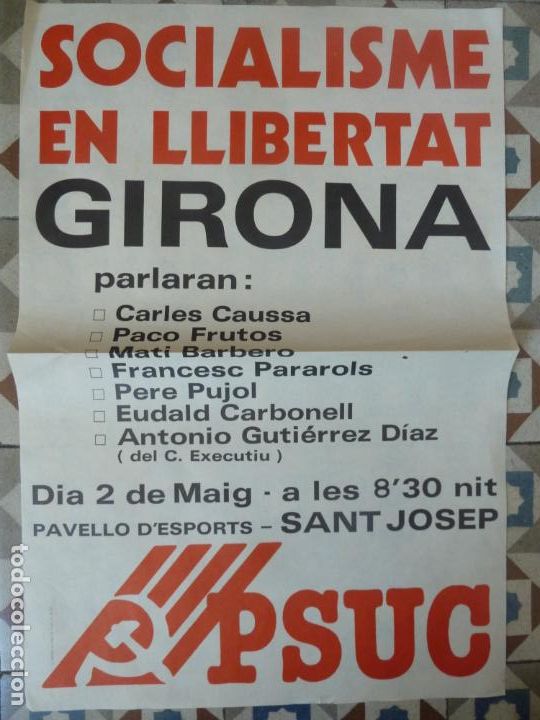 SOCIALISME
EN LLIBERTAT
GIRONA
parlaran:
Carles Caussa
Paco Frutos
Mati Barbero
Francesc Pararols
Pere Pujol
Eudald Carbonell
Antonio Gutiérrez Díaz
( del C. Executiu )
Dia 2 de Maig - a les 8'30 nit
PAVELLO D'ESPORTS - SANT JOSEP
PSUC
todocoleccion